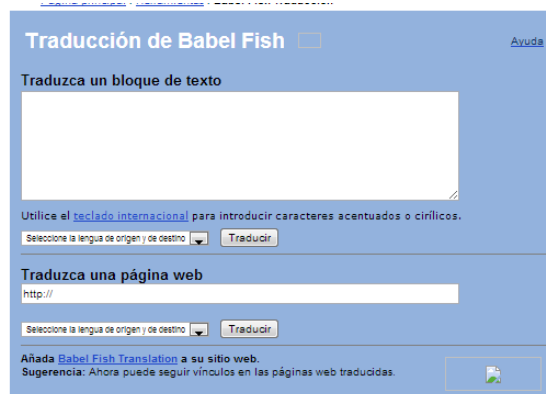 Traducción de Babel Fish
Ayuda
Traduzca un bloque de texto
Utilice el teclado internacional para introducir caracteres acentuados o cirílicos.
Seleccione la lengua de origen y de destino Traducir
Traduzca una página web
http://
Seleccione la lengua de origen y de destino Traducir
Añada Babel Fish Translation a su sitio web.
Sugerencia: Ahora puede seguir vínculos en las páginas web traducidas.